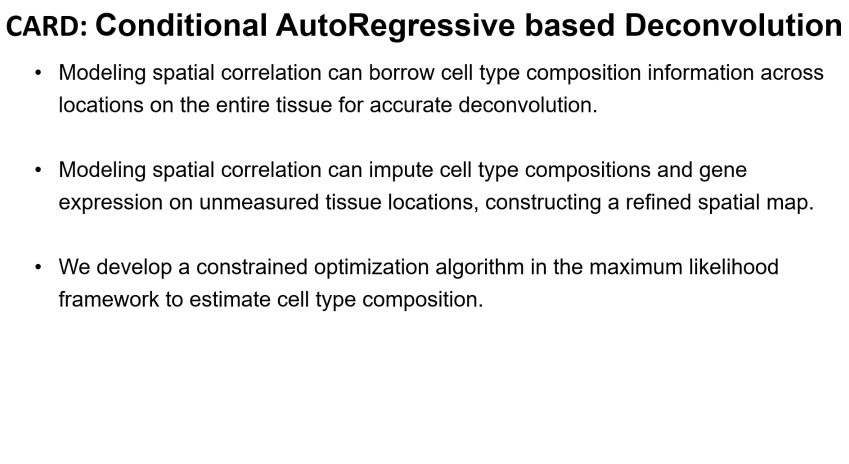 CARD: Conditional AutoRegressive based Deconvolution
• Modeling spatial correlation can borrow cell type composition information across
locations on the entire tissue for accurate deconvolution.
• Modeling spatial correlation can impute cell type compositions and gene
expression on unmeasured tissue locations, constructing a refined spatial map.
• We develop a constrained optimization algorithm in the maximum likelihood
framework to estimate cell type composition.